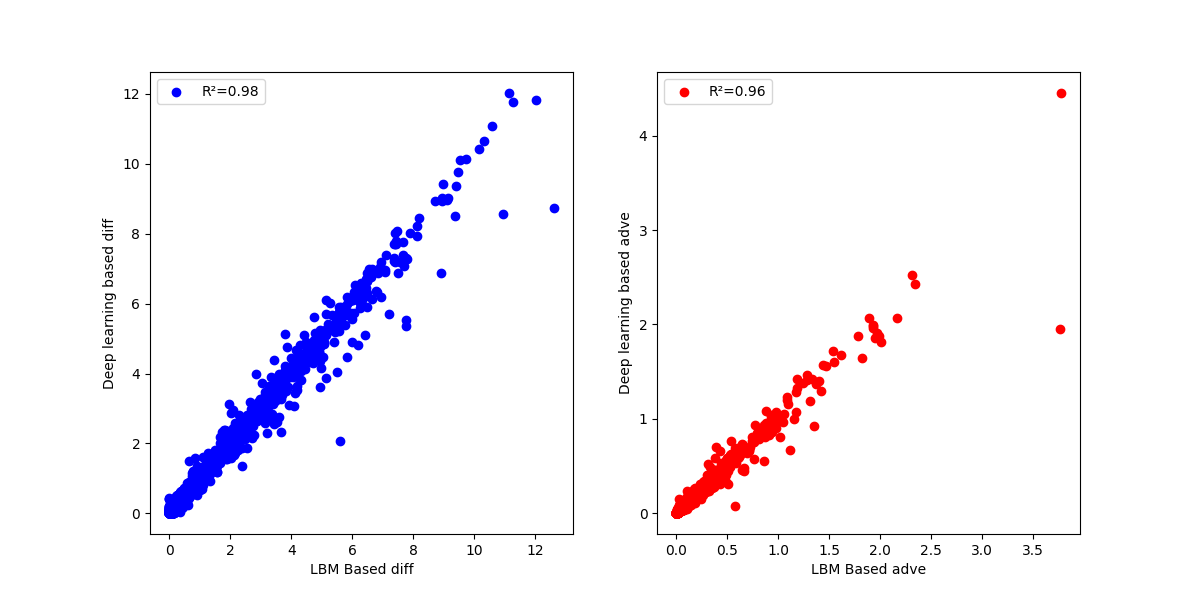 R²=0.98
12
10
8
6
4
2
0
Deep learning based diff
0 2 4 6 8 10 12
LBM Based diff
R²=0.96
4
3
2
1
0
Deep learning based adve
0.0 0.5 1.0 1.5 2.0 2.5 3.0 3.5
LBM Based adve